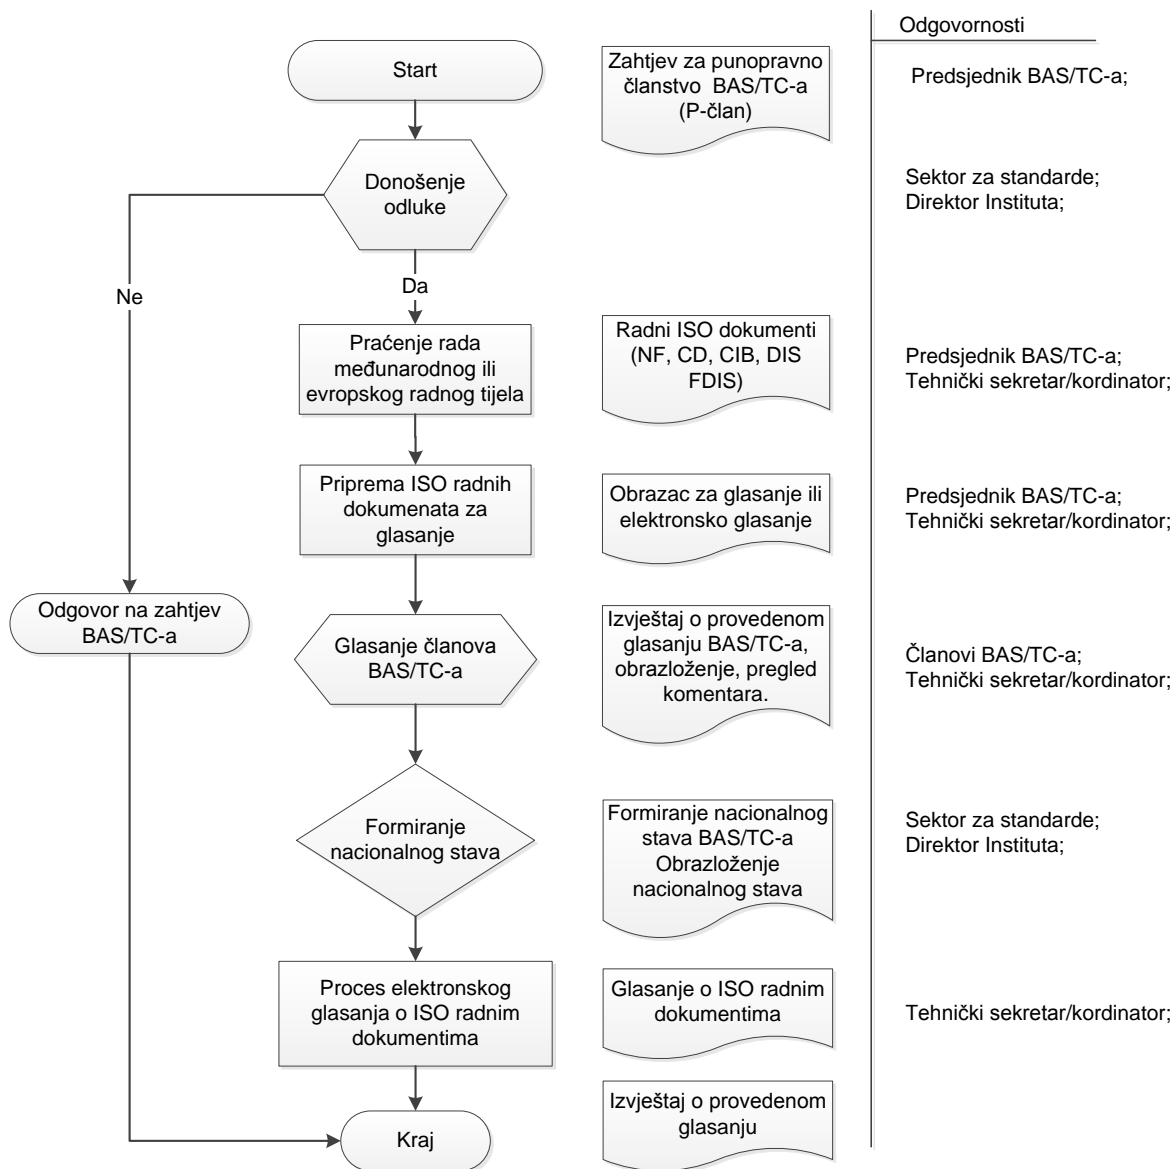 Odgovornosti
Start
Zahtjev za punopravno
članstvo BAS/TC-a
(P-član)
Predsjednik BAS/TC-a;
Donošenje
odluke
Sektor za standarde;
Direktor Instituta;
Ne
Da
Praćenje rada
međunarodnog ili
evropskog radnog tijela
Radni ISO dokumenti
(NF, CD, CIB, DIS
FDIS)
Predsjednik BAS/TC-a;
Tehnički sekretar/kordinator;
Priprema ISO radnih
dokumenata za
glasanje
Obrazac za glasanje ili
elektronsko glasanje
Predsjednik BAS/TC-a;
Tehnički sekretar/kordinator;
Odgovor na zahtjev
BAS/TC-a
Glasanje članova
BAS/TC-a
Izvještaj o provedenom
glasanju BAS/TC-a,
obrazloženje, pregled
komentara.
Članovi BAS/TC-a;
Tehnički sekretar/kordinator;
Formiranje
nacionalnog stava
Formiranje nacionalnog
stava BAS/TC-a
Obrazloženje
nacionalnog stava
Sektor za standarde;
Direktor Instituta;
Proces elektronskog
glasanja o ISO radnim
dokumentima
Glasanje o ISO radnim
dokumentima
Tehnički sekretar/kordinator;
Kraj
Izvještaj o provedenom
glasanju